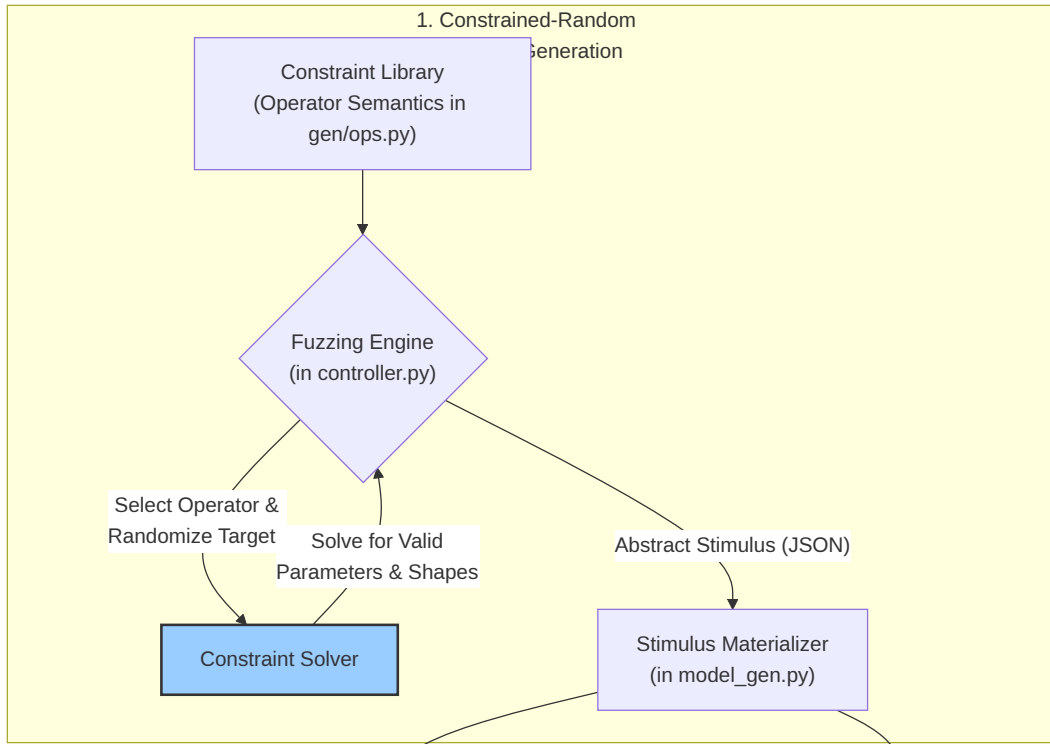 1. Constrained-Random
Generation
Constraint Library
(Operator Semantics in
gen/ops.py)
Fuzzing Engine
(in controller.py)
Select Operator &
Randomize Target
Solve for Valid
Parameters & Shapes
Abstract Stimulus (JSON)
Constraint Solver
Stimulus Materializer
(in model_gen.py)